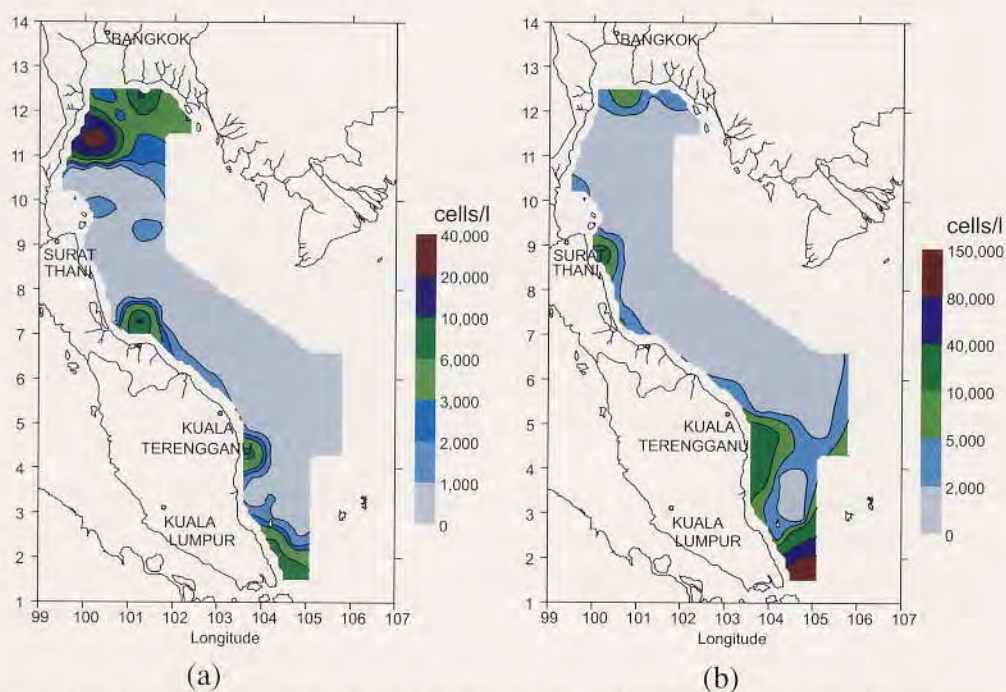 14
13
12
11
10
9
8
7
6
5
4
3
2
1
99 100 101 102 103 104 105 106 107
Longitude
BANGKOK
SURAT
THANI
KUALA
TERENGGANU
KUALA
LUMPUR
cells/l
40,000
20,000
10,000
6,000
3,000
2,000
1,000
0
(a)
14
13
12
11
10
9
8
7
6
5
4
3
2
1
99 100 101 102 103 104 105 106 107
Longitude
BANGKOK
SURAT
THANI
KUALA
TERENGGANU
KUALA
LUMPUR
cells/l
150,000
80,000
40,000
10,000
5,000
2,000
0
(b)